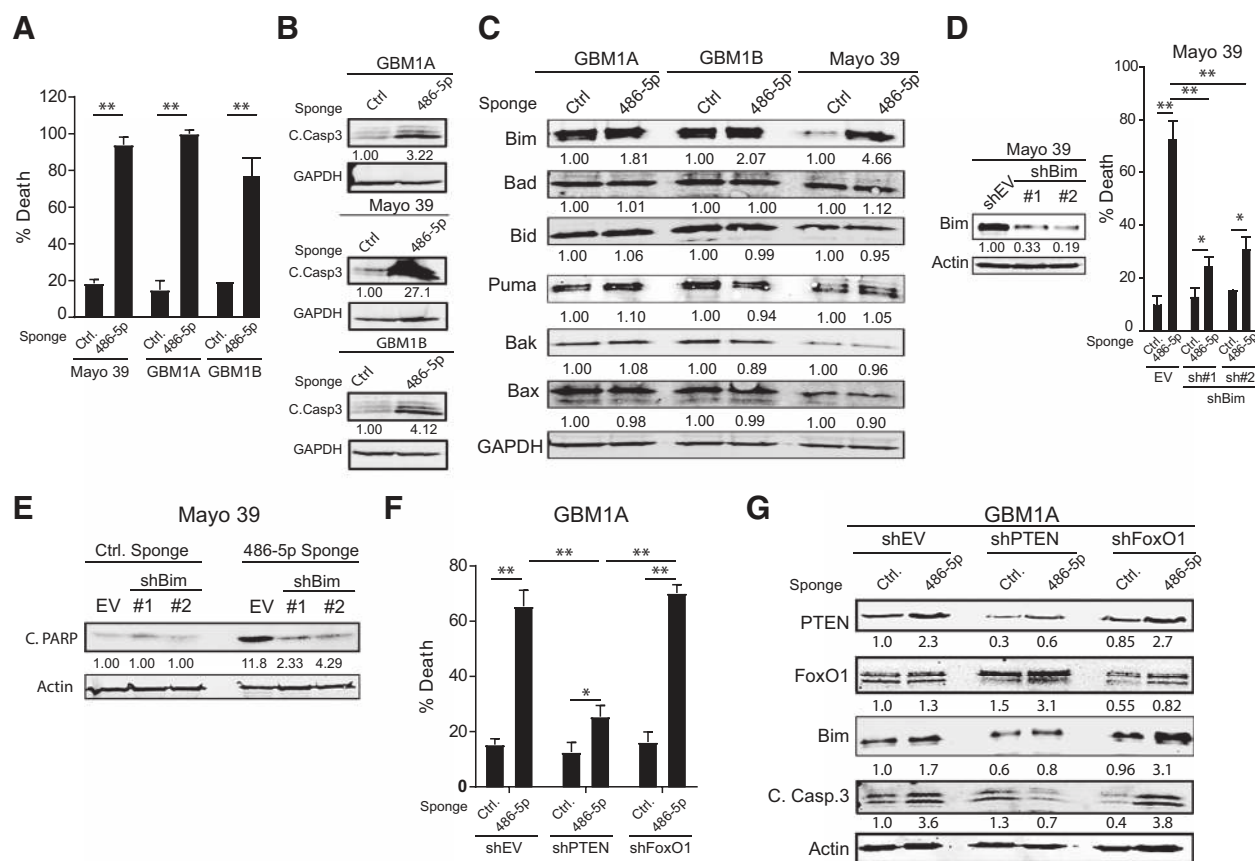 A
% Death
120
100
80
60
40
20
0
** ** **
Sponge Ctrl. 486-5p Ctrl. 486-5p Ctrl. 486-5p
Mayo 39 GBM1A GBM1B
B
GBM1A
Sponge Ctrl 486-5p
C.Casp3
1.00 3.22
GAPDH
Mayo 39
Sponge Ctrl 486-5p
C.Casp3
1.00 27.1
GAPDH
GBM1B
Sponge Ctrl 486-5p
C.Casp3
1.00 4.12
GAPDH
C
GBM1A GBM1B Mayo 39
Sponge Ctrl 486-5p Ctrl 486-5p Ctrl 486-5p
Bim
1.00 1.81 1.00 2.07 1.00 4.66
Bad
1.00 1.01 1.00 1.00 1.00 1.12
Bid
1.00 1.06 1.00 0.99 1.00 0.95
Puma
1.00 1.10 1.00 0.94 1.00 1.05
Bak
1.00 1.08 1.00 0.89 1.00 0.96
Bax
1.00 0.98 1.00 0.99 1.00 0.90
GAPDH
D
Mayo 39
shEV shBim
#1 #2
Bim
1.00 0.33 0.19
Actin
Mayo 39
% Death
100
80
60
40
20
0
**
**
**
*
*
Sponge Ctrl. 486-5p Ctrl. 486-5p Ctrl. 486-5p
EV sh#1 sh#2
shBim
E
Mayo 39
Ctrl. Sponge 486-5p Sponge
shBim shBim
EV #1 #2 EV #1 #2
C. PARP
1.00 1.00 1.00 11.8 2.33 4.29
Actin
F
GBM1A
% Death
80
60
40
20
0
** **
** **
*
Sponge Ctrl. 486-5p Ctrl. 486-5p Ctrl. 486-5p
shEV shPTEN shFoxO1
G
GBM1A
shEV shPTEN shFoxO1
Sponge Ctrl. 486-5p Ctrl. 486-5p Ctrl. 486-5p
PTEN
1.0 2.3 0.3 0.6 0.85 2.7
FoxO1
1.0 1.3 1.5 3.1 0.55 0.82
Bim
1.0 1.7 0.6 0.8 0.96 3.1
C. Casp.3
1.0 3.6 1.3 0.7 0.4 3.8
Actin